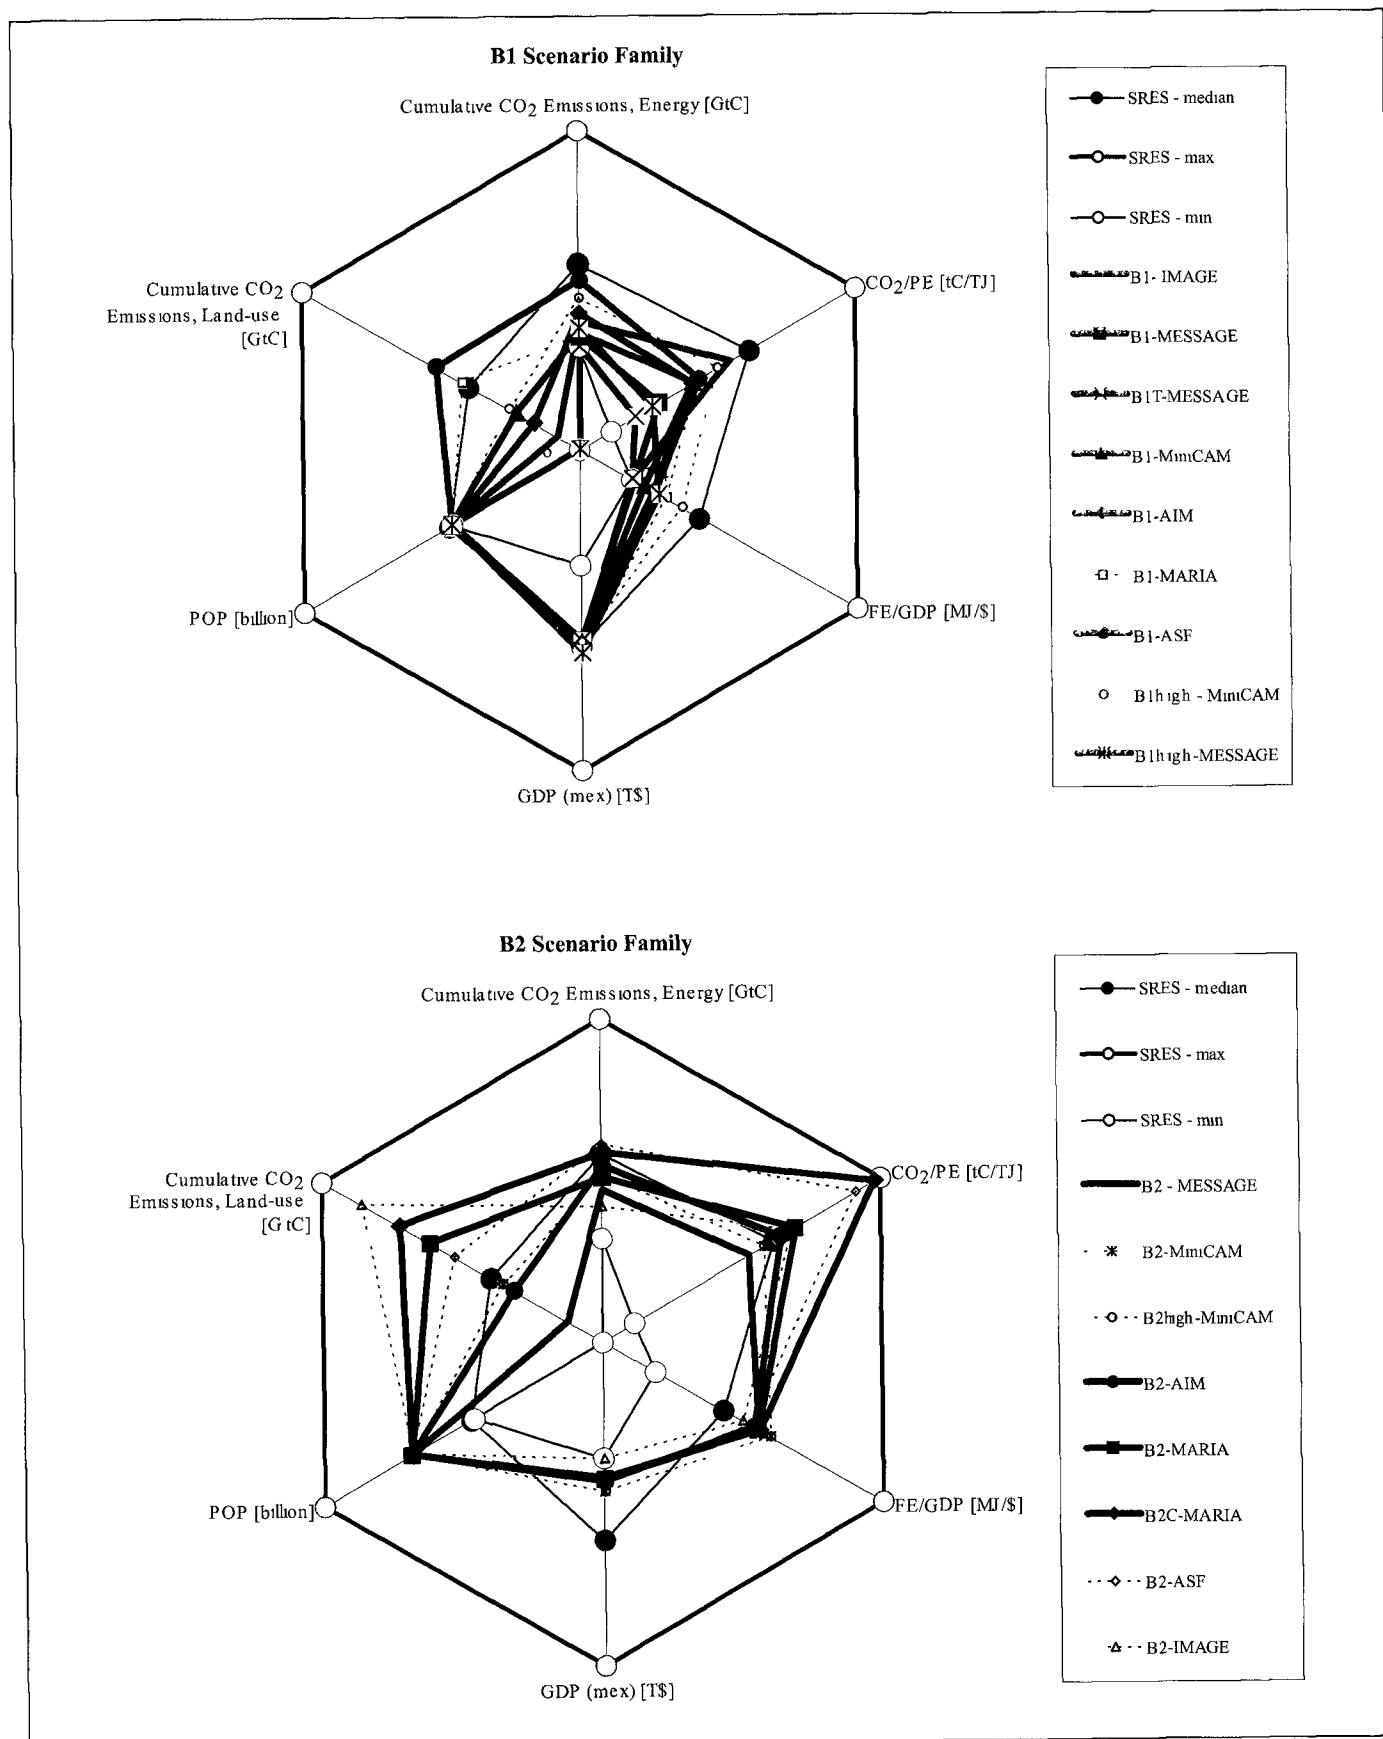 B1 Scenario Family
Cumulative CO2 Emissions, Energy [GtC]
CO2/PE [tC/TJ]
FE/GDP [MJ/$]
GDP (mex) [T$]
POP [billion]
Cumulative CO2
Emissions, Land-use
[GtC]
SRES - median
SRES - max
SRES - min
B1- IMAGE
B1-MESSAGE
B1T-MESSAGE
B1-MiniCAM
B1-AIM
B1-MARIA
B1-ASF
B1high - MiniCAM
B1high-MESSAGE
B2 Scenario Family
Cumulative CO2 Emissions, Energy [GtC]
CO2/PE [tC/TJ]
FE/GDP [MJ/$]
GDP (mex) [T$]
POP [billion]
Cumulative CO2
Emissions, Land-use
[GtC]
SRES - median
SRES - max
SRES - min
B2 - MESSAGE
B2-MiniCAM
B2high-MiniCAM
B2-AIM
B2-MARIA
B2C-MARIA
B2-ASF
B2-IMAGE